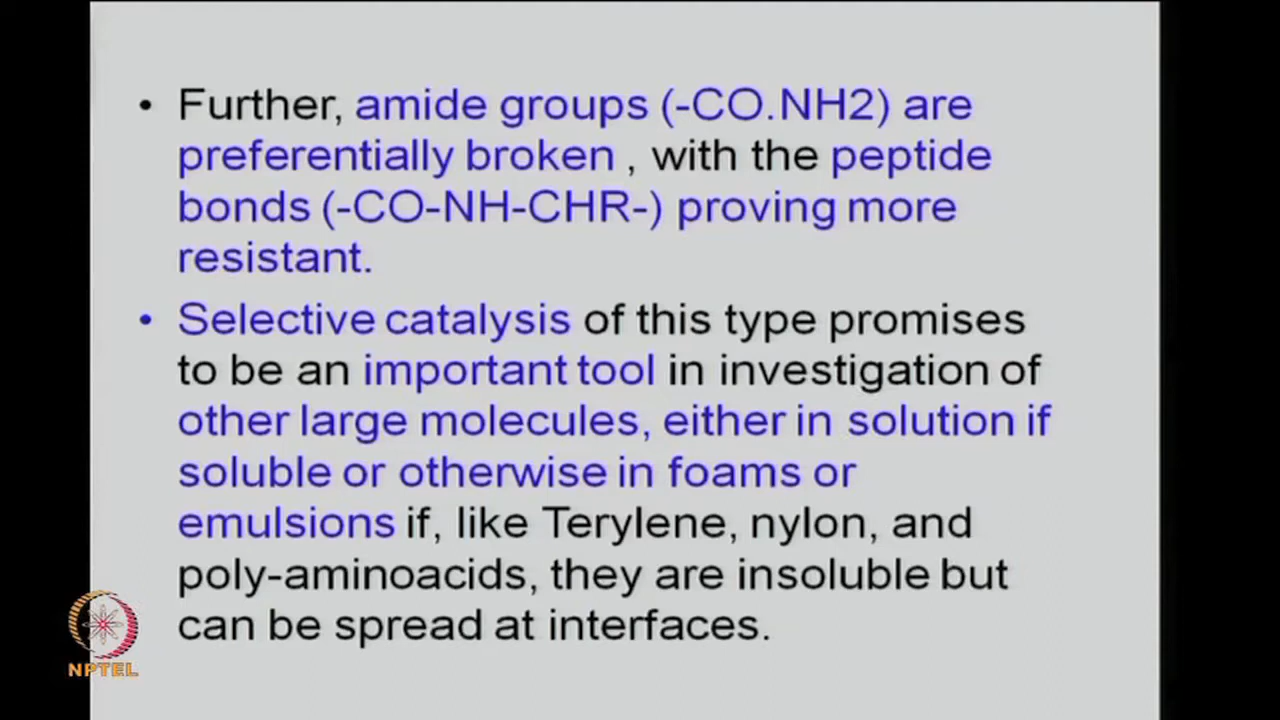 • Further, amide groups (-CO.NH2) are
preferentially broken , with the peptide
bonds (-CO-NH-CHR-) proving more
resistant.
• Selective catalysis of this type promises
to be an important tool in investigation of
other large molecules, either in solution if
soluble or otherwise in foams or
emulsions if, like Terylene, nylon, and
poly-aminoacids, they are insoluble but
can be spread at interfaces.
NPTEL